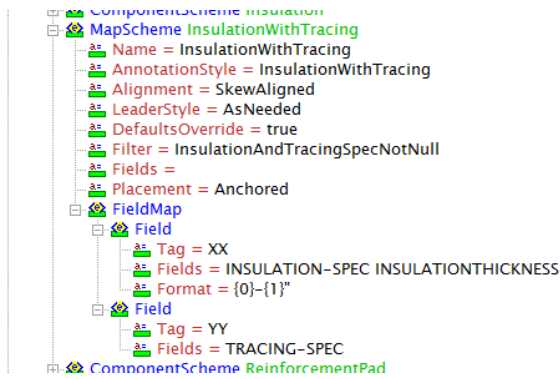 ComponentScheme Insulation
MapScheme InsulationWithTracing
Name = InsulationWithTracing
AnnotationStyle = InsulationWithTracing
Alignment = SkewAligned
LeaderStyle = AsNeeded
DefaultsOverride = true
Filter = InsulationAndTracingSpecNotNull
Fields =
Placement = Anchored
FieldMap
Field
Tag = XX
Fields = INSULATION-SPEC INSULATIONTHICKNESS
Format = {0}-{1}"
Field
Tag = YY
Fields = TRACING-SPEC
ComponentScheme ReinforcementPad